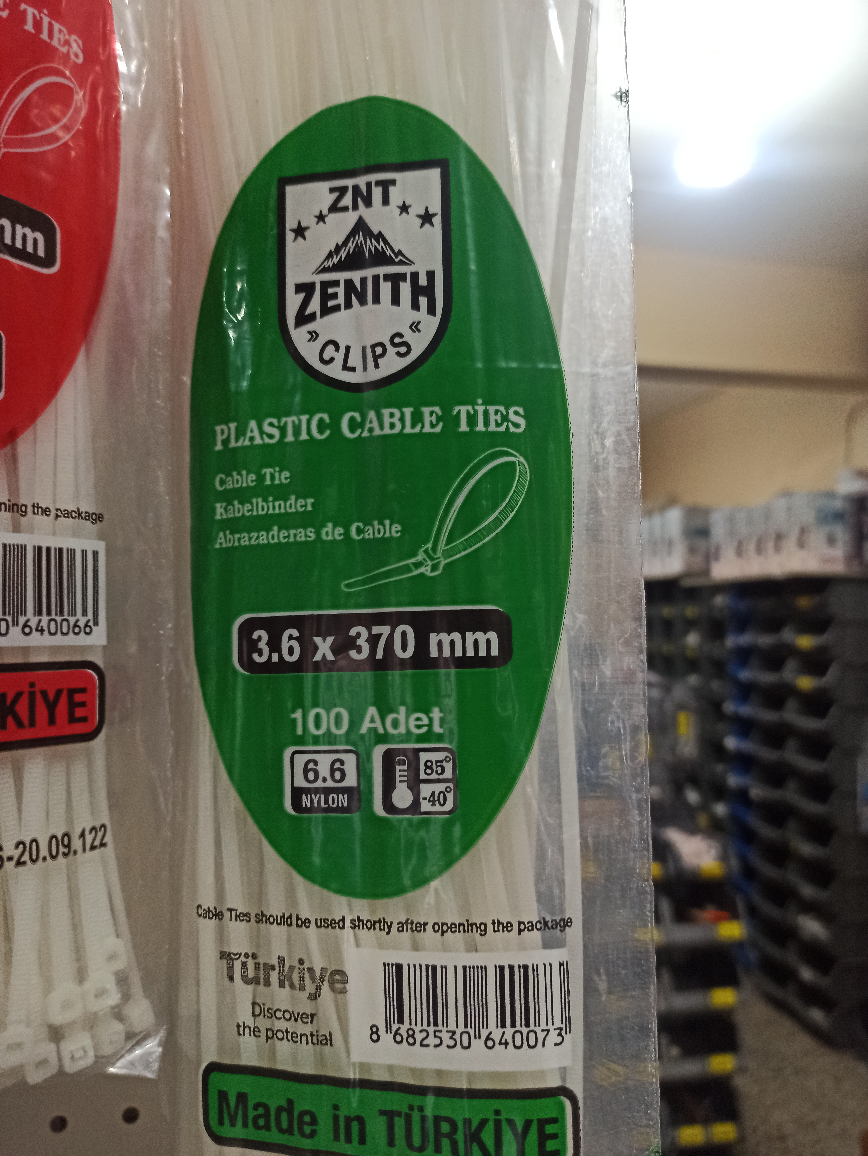 E TİES
mm
ning the package
0"640066"
KİYE
6-20.09.122
ZNT
ZENITH
»CLIPS«
PLASTIC CABLE TİES
Cable Tie
Kabelbinder
Abrazaderas de Cable
3.6 x 370 mm
100 Adet
6.6
NYLON
85°
-40°
Cable Ties should be used shortly after opening the package
Türkiye
Discover
the potential
8"682530"640073"
Made in TÜRKİYE